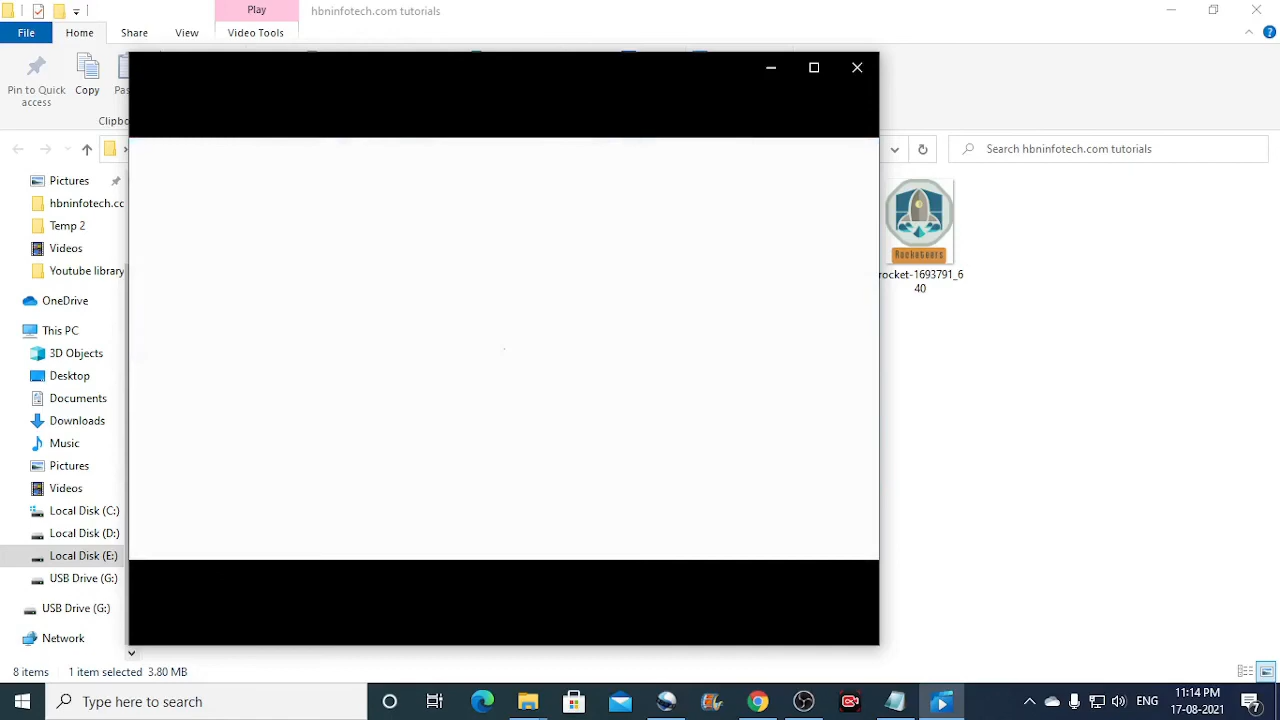 Play
hbninfotech.com tutorials
File
Home
Share
View
Video Tools
Pin to Quick
access
Copy
Pas
Clipbo
Search hbninfotech.com tutorials
Pictures
hbninfotech.cc
Temp 2
Videos
Youtube library
OneDrive
This PC
3D Objects
Desktop
Documents
Downloads
Music
Pictures
Videos
Local Disk (C:)
Local Disk (D:)
Local Disk (E:)
USB Drive (G:)
USB Drive (G:)
Network
Rocketeers
rocket-1693791_6
40
8 items
1 item selected 3.80 MB
Type here to search
ENG
11:14 PM
17-08-2021
7